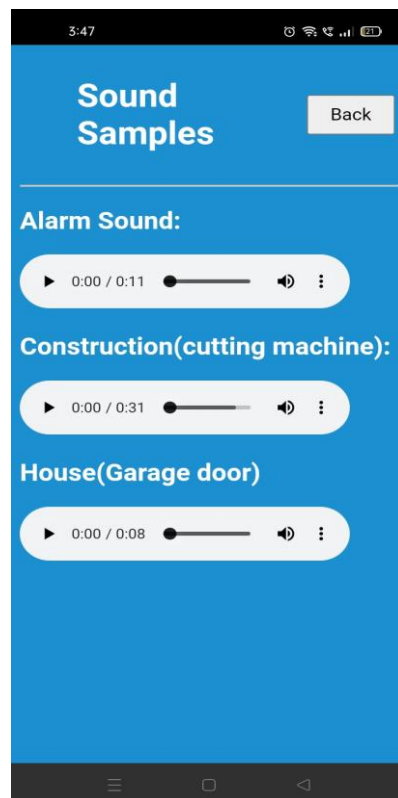 3:47
21
Sound
Samples
Back
Alarm Sound:
0:00 / 0:11
Construction(cutting machine):
0:00 / 0:31
House(Garage door)
0:00 / 0:08